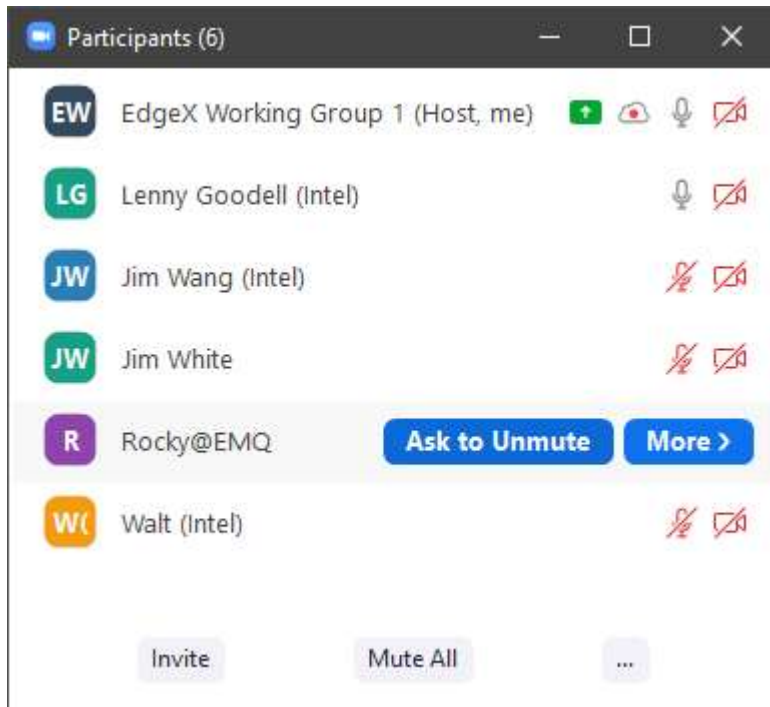 Participants (6)
EW EdgeX Working Group 1 (Host, me)
LG Lenny Goodell (Intel)
JW Jim Wang (Intel)
JW Jim White
R Rocky@EMQ Ask to Unmute More >
W( Walt (Intel)
Invite Mute All ...